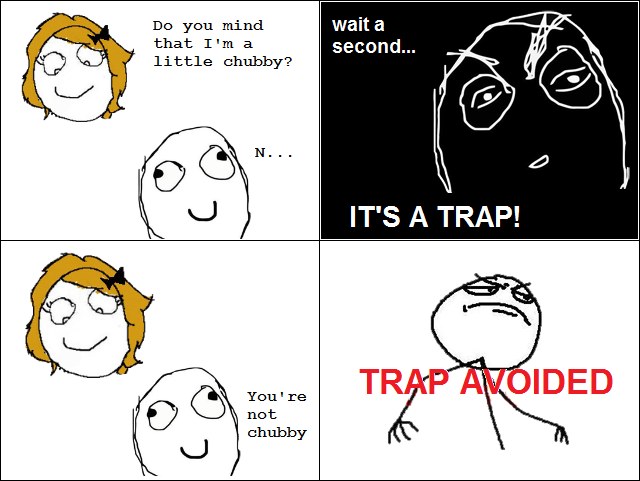 Do you mind
that I'm a
little chubby?
N...
wait a
second...
IT'S A TRAP!
You're
not
chubby
TRAP AVOIDED